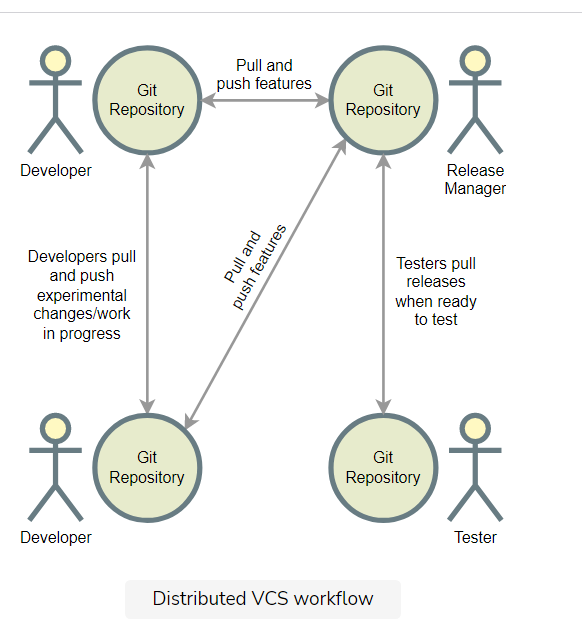 Pull and
push features
Git
Repository
Git
Repository
Developer
Release
Manager
Developers pull
and push
experimental
changes/work
in progress
Pull and
push features
Testers pull
releases
when ready
to test
Git
Repository
Git
Repository
Developer
Tester
Distributed VCS workflow